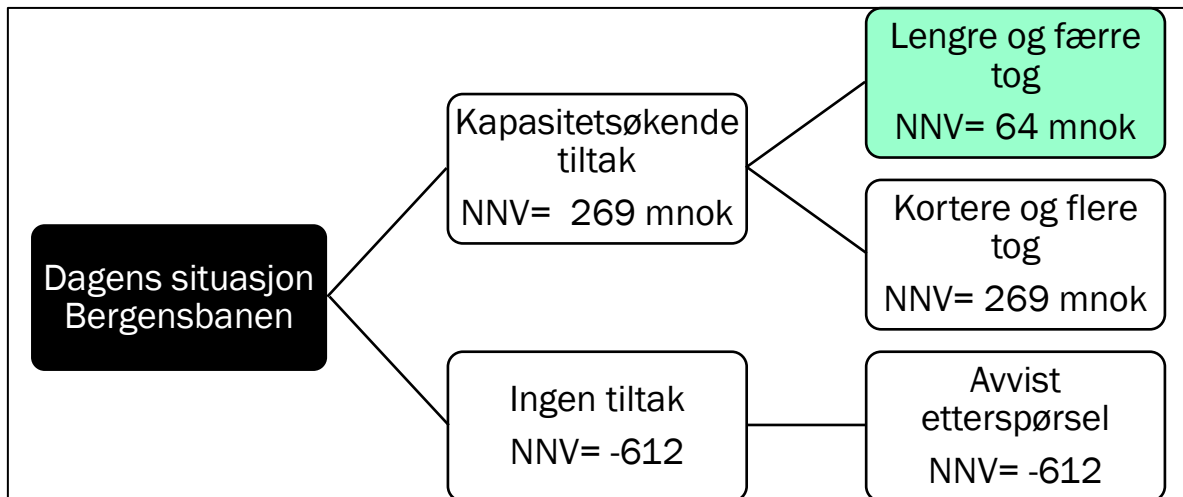 Dagens situasjon
Bergensbanen
Kapasitetsøkende
tiltak
NNV=  269 mnok
Lengre og færre
tog
NNV= 64 mnok
Kortere og flere
tog
NNV= 269 mnok
Ingen tiltak
NNV= -612
Avvist
etterspørsel
NNV= -612